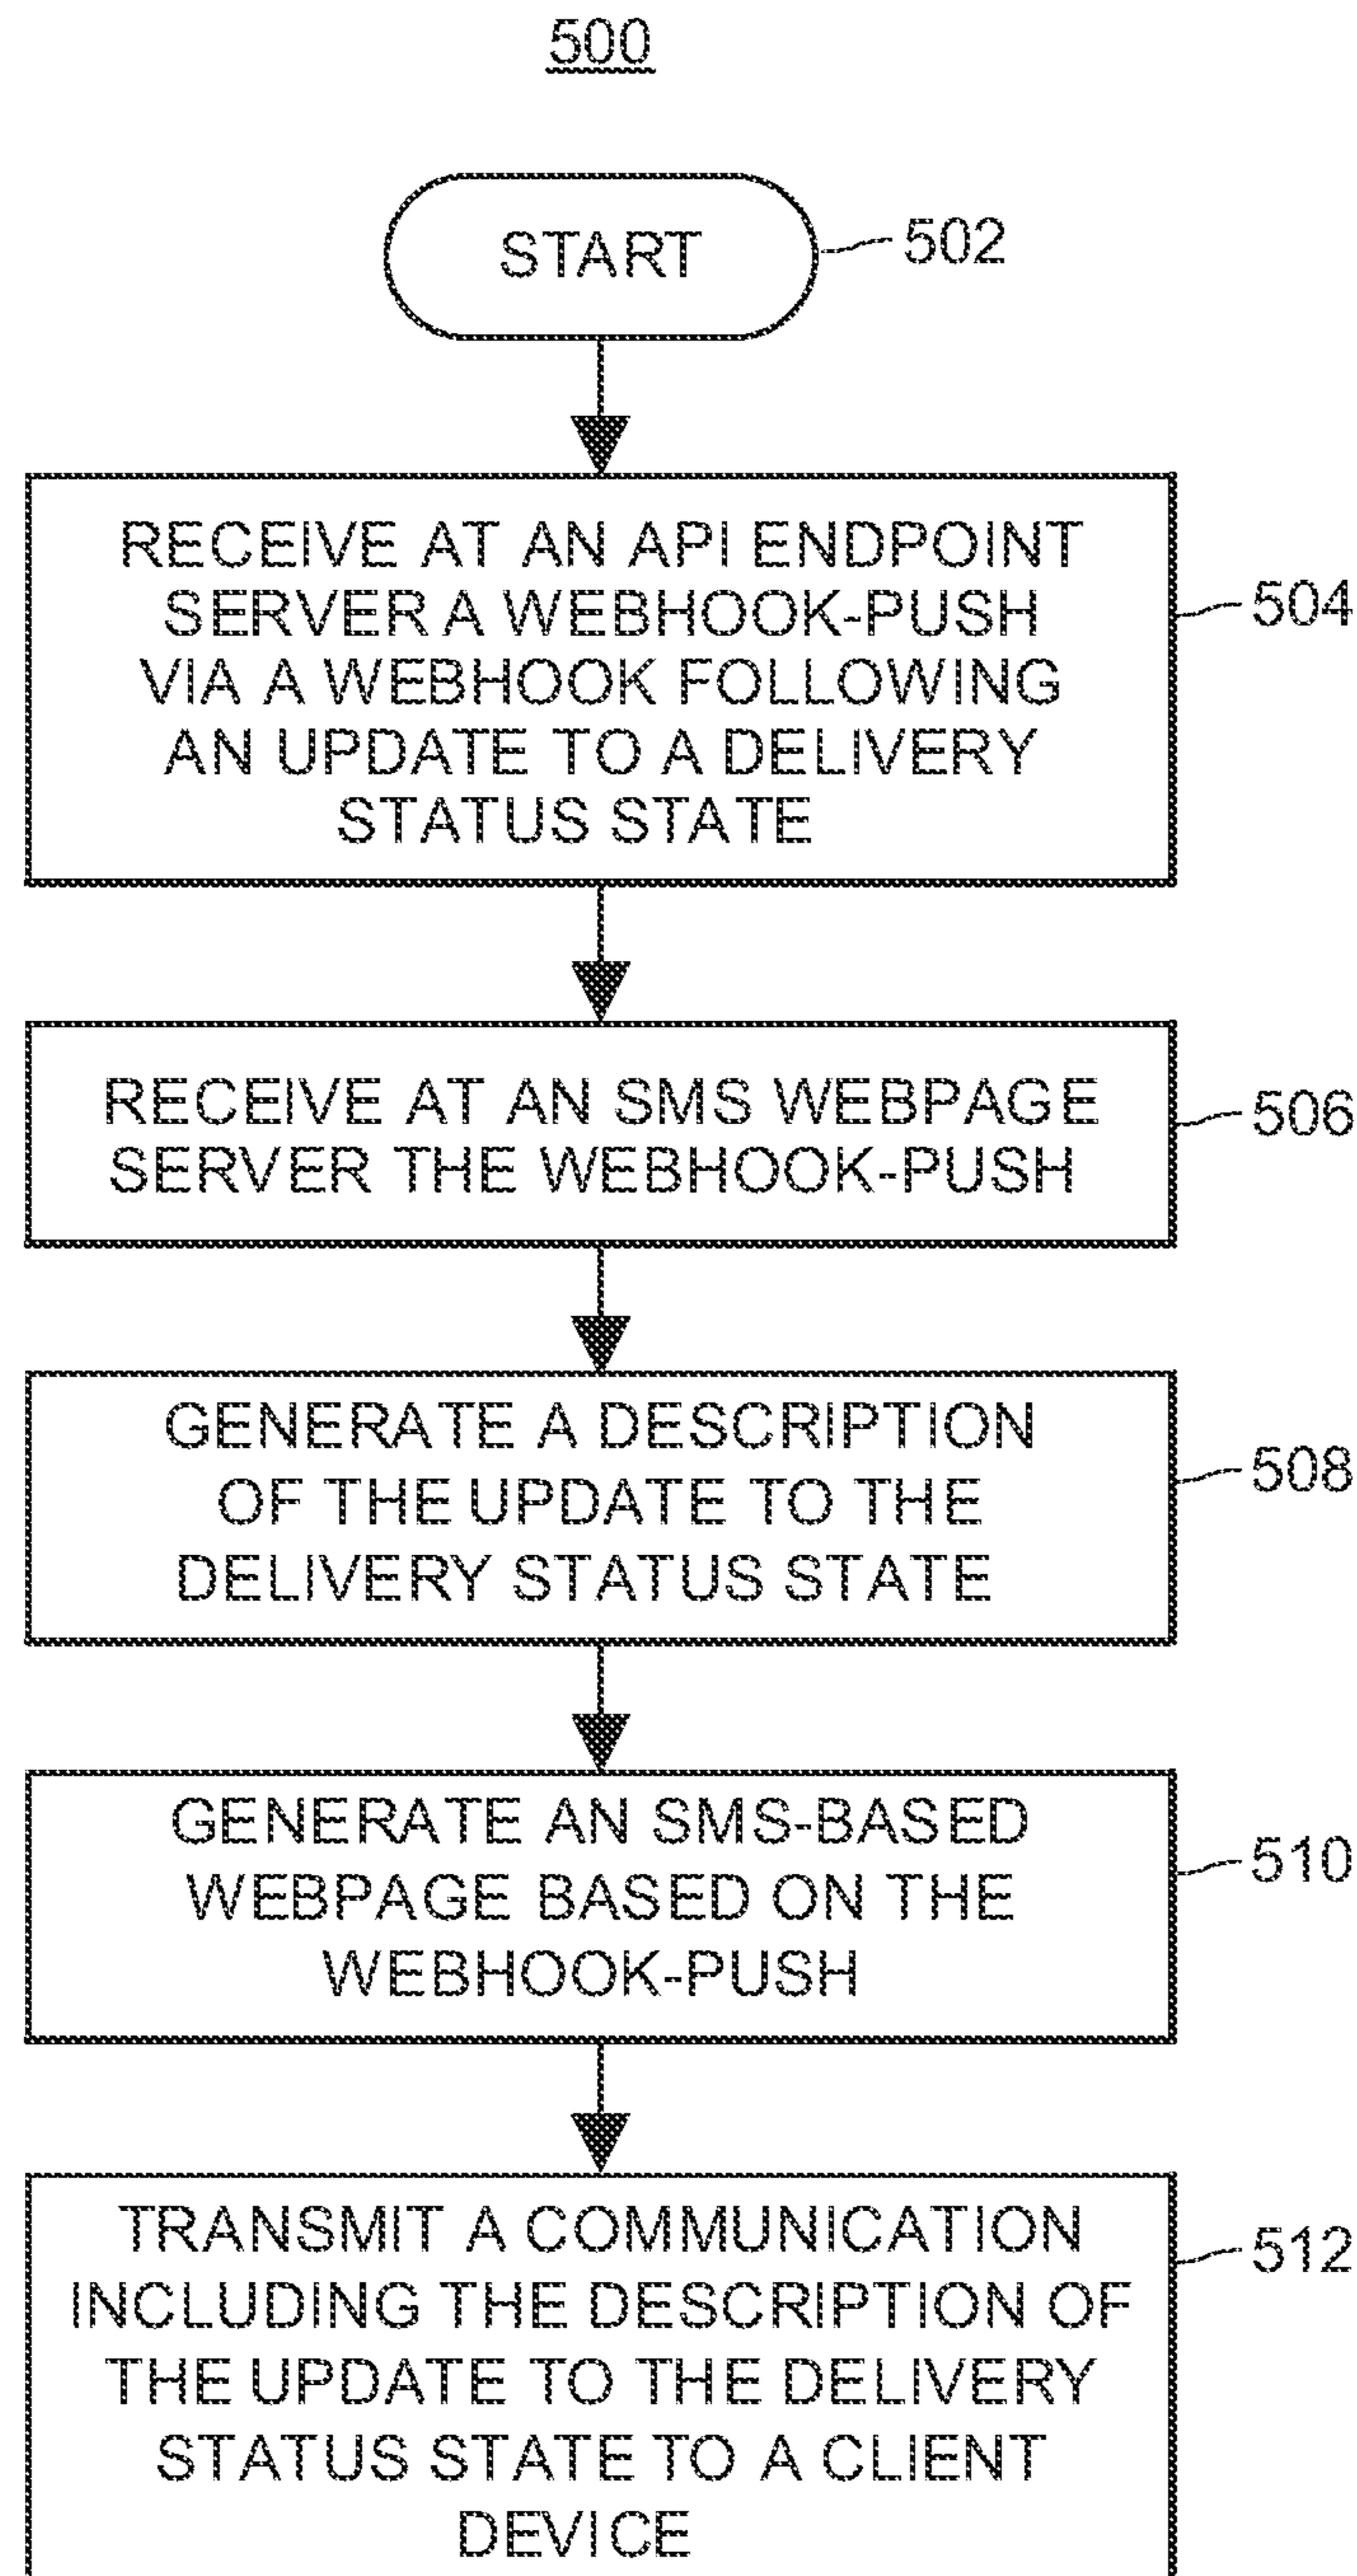 500
START
502
RECEIVE AT AN API ENDPOINT
SERVER A WEBHOOK-PUSH
VIA A WEBHOOK FOLLOWING
AN UPDATE TO A DELIVERY
STATUS STATE
504
RECEIVE AT AN SMS WEBPAGE
SERVER THE WEBHOOK-PUSH
506
GENERATE A DESCRIPTION
OF THE UPDATE TO THE
DELIVERY STATUS STATE
508
GENERATE AN SMS-BASED
WEBPAGE BASED ON THE
WEBHOOK-PUSH
510
TRANSMIT A COMMUNICATION
INCLUDING THE DESCRIPTION OF
THE UPDATE TO THE DELIVERY
STATUS STATE TO A CLIENT
DEVICE
512